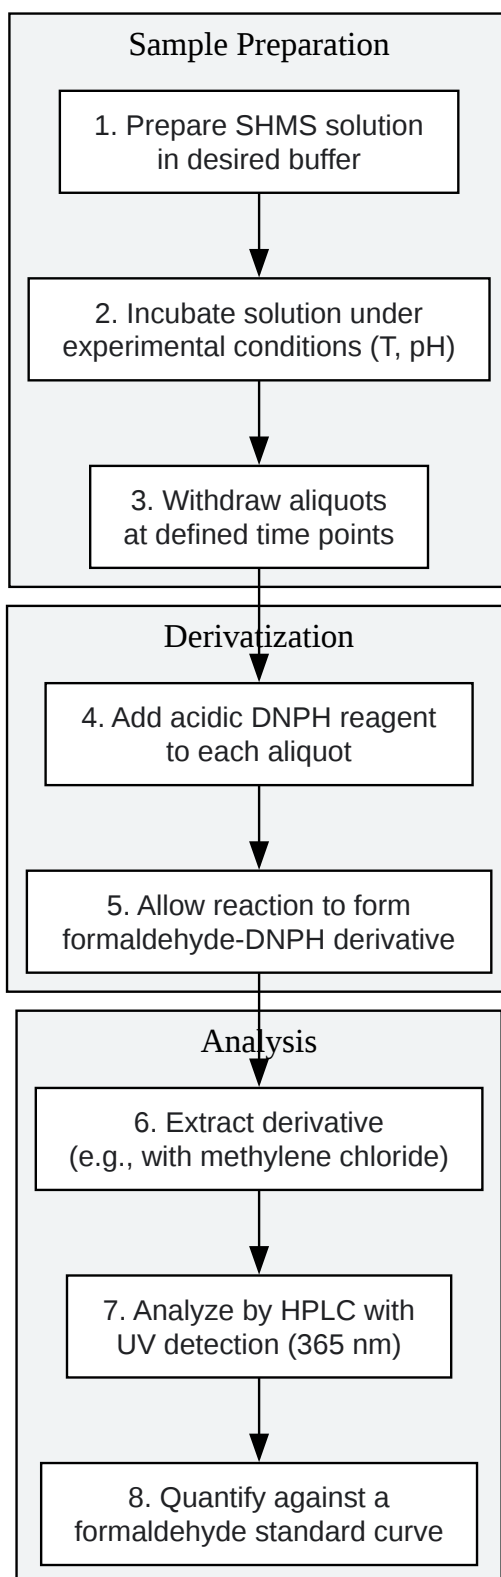 Sample Preparation
1. Prepare SHMS solution
in desired buffer
2. Incubate solution under
experimental conditions (T, pH)
3. Withdraw aliquots
at defined time points
Derivatization
4. Add acidic DNPH reagent
to each aliquot
5. Allow reaction to form
formaldehyde-DNPH derivative
Analysis
6. Extract derivative
(e.g., with methylene chloride)
7. Analyze by HPLC with
UV detection (365 nm)
8. Quantify against a
formaldehyde standard curve